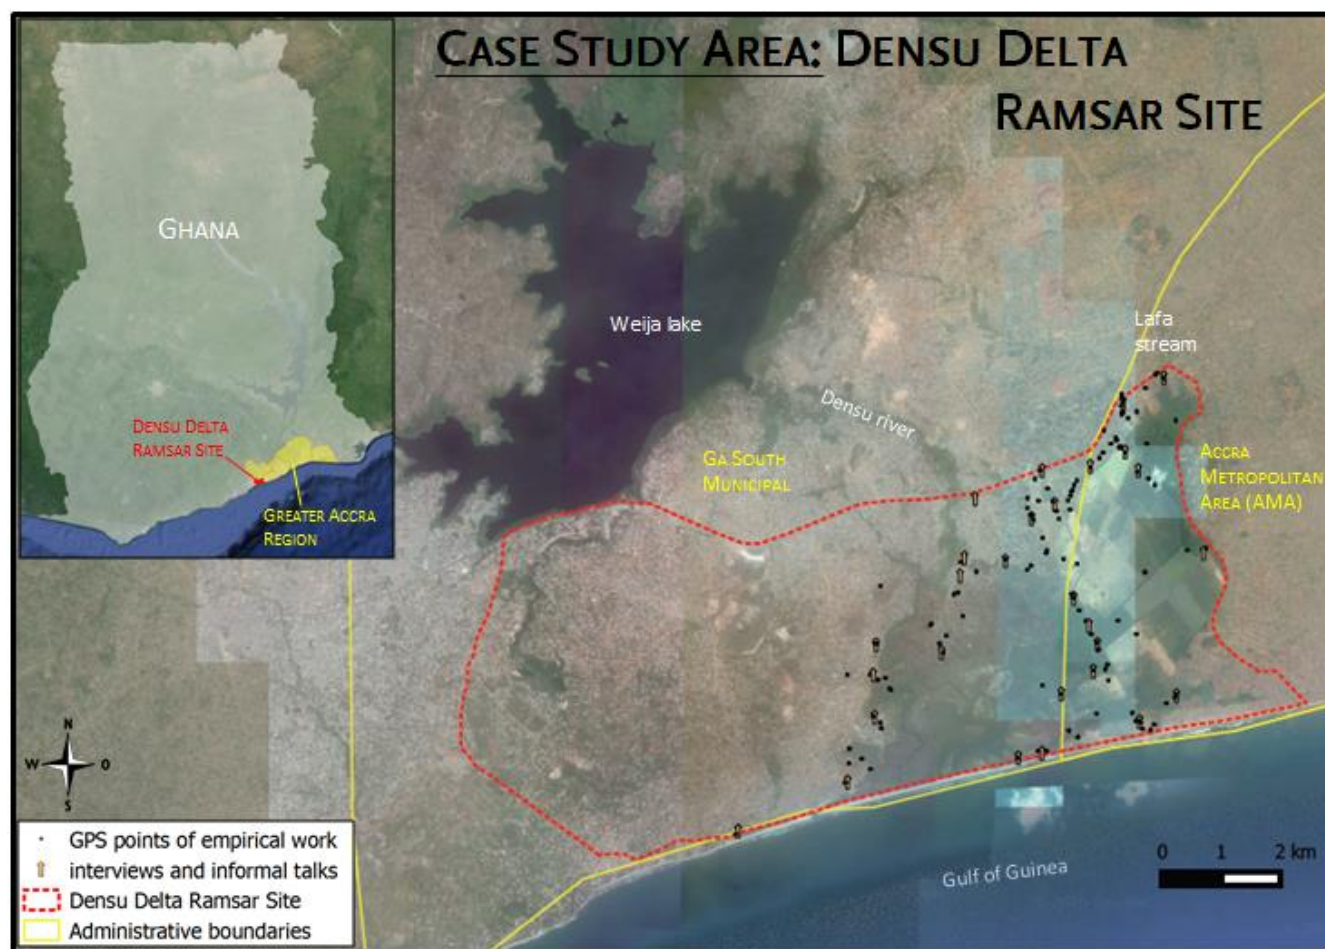 CASE STUDY AREA: DENSU DELTA
RAMSAR SITE
GHANA
DENSU DELTA
RAMSAR SITE
GREATER ACCRA
REGION
Weija lake
Lafa
stream
Densu river
GA SOUTH
MUNICIPAL
ACCRA
METROPOLITAN
AREA (AMA)
N
W O
S
GPS points of empirical work
interviews and informal talks
Densu Delta Ramsar Site
Administrative boundaries
Gulf of Guinea
0 1 2 km